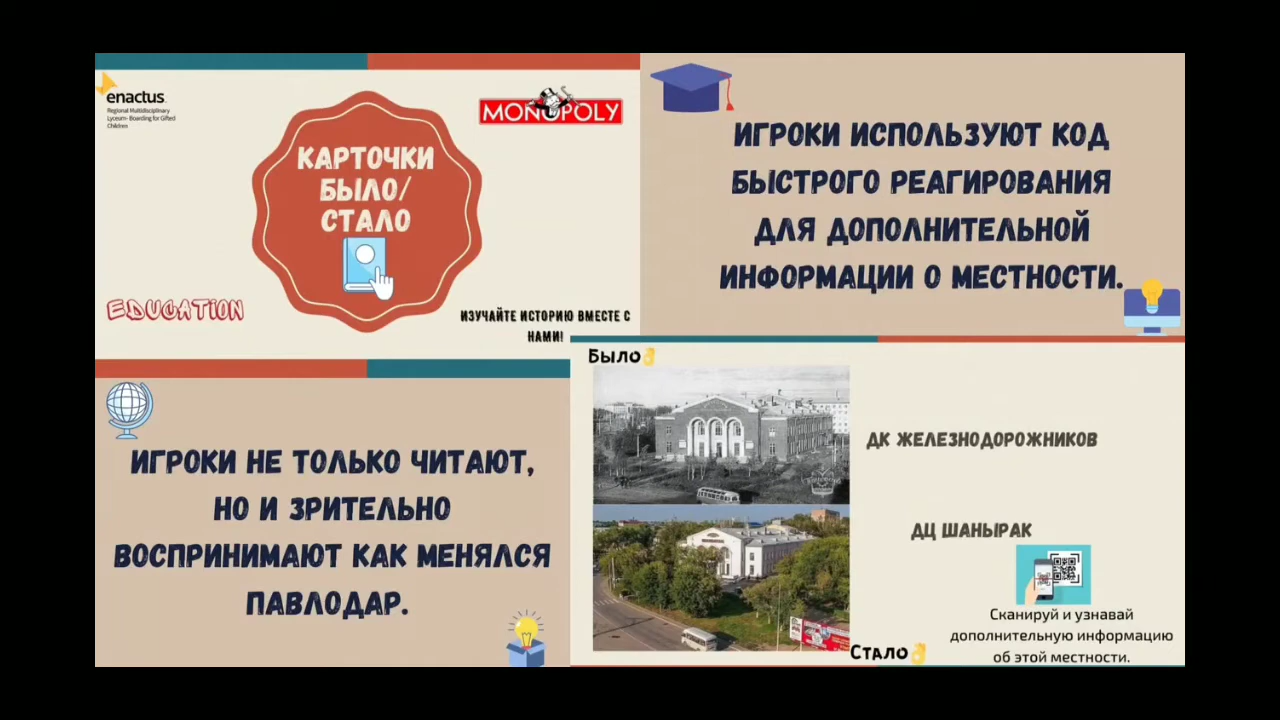 enactus.
Regional Multidisciplinary
Lyceum- Boarding for Gifted
Children
MONOPOLY
КАРТОЧКИ
БЫЛО/
СТАЛО
EDUCATION
ИЗУЧАЙТЕ ИСТОРИЮ ВМЕСТЕ С
НАМИ!
ИГРОКИ ИСПОЛЬЗУЮТ КОД
БЫСТРОГО РЕАГИРОВАНИЯ
ДЛЯ ДОПОЛНИТЕЛЬНОЙ
ИНФОРМАЦИИ О МЕСТНОСТИ.
ИГРОКИ НЕ ТОЛЬКО ЧИТАЮТ,
НО И ЗРИТЕЛЬНО
ВОСПРИНИМАЮТ КАК МЕНЯЛСЯ
ПАВЛОДАР.
Было
ДК ЖЕЛЕЗНОДОРОЖНИКОВ
ДЦ ШАНЫРАК
Сканируй и узнавай
дополнительную информацию
об этой местности.
Стало